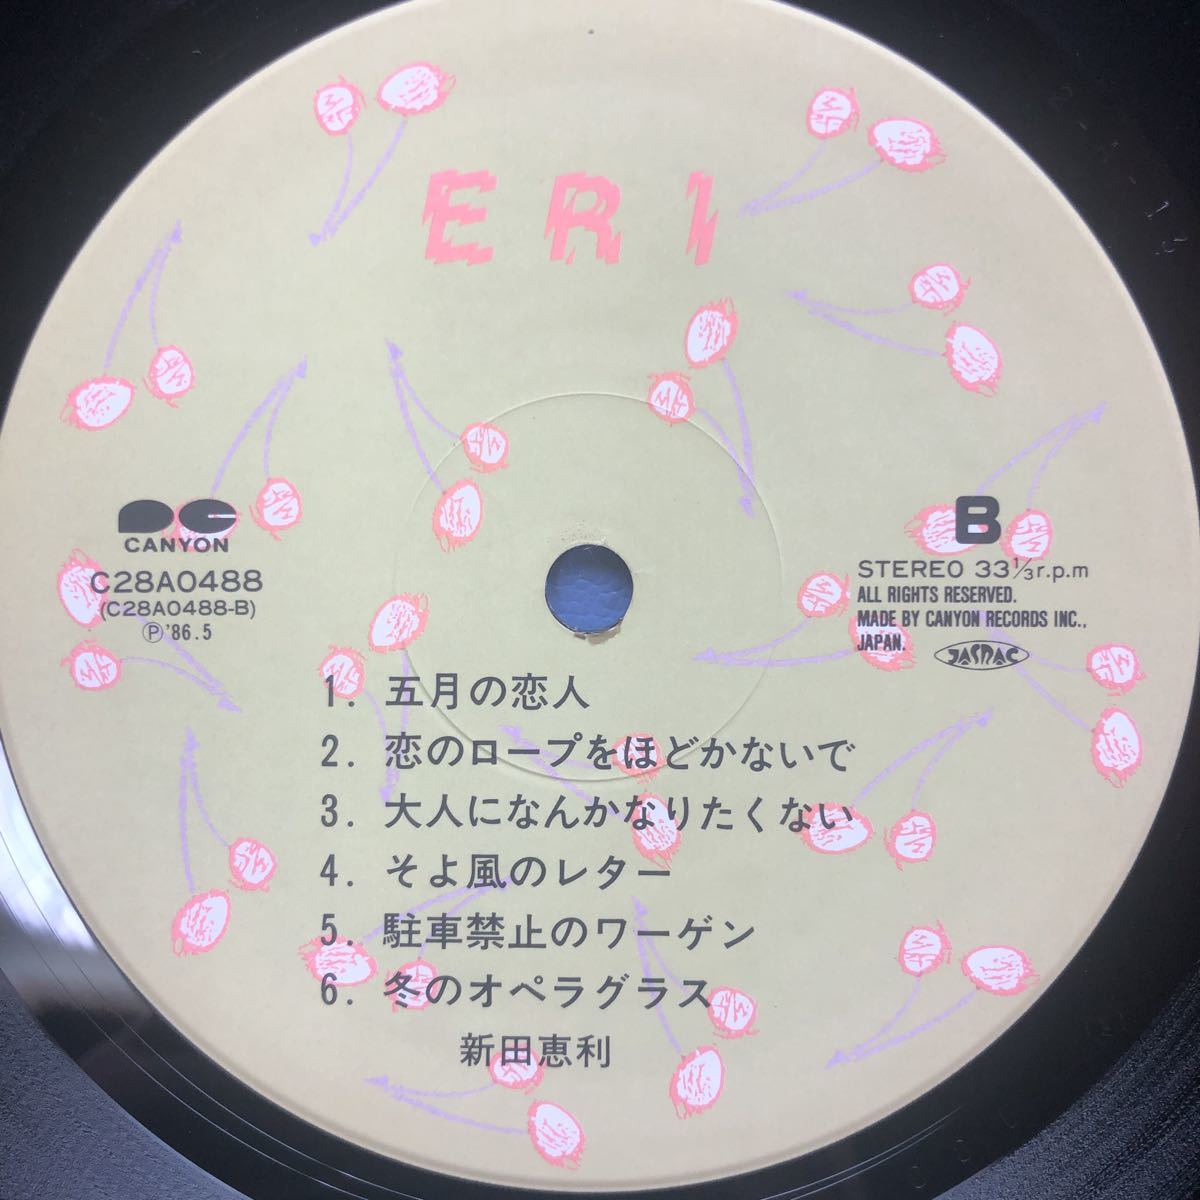 ERI
CANYON
C28A0488
(C28A0488-B)
Ⓟ'86.5
B
STEREO 33⅓r.p.m
ALL RIGHTS RESERVED.
MADE BY CANYON RECORDS INC.,
JAPAN.
JASRAC
1. 五月の恋人
2. 恋のロープをほどかないで
3. 大人になんかなりたくない
4. そよ風のレター
5. 駐車禁止のワーゲン
6. 冬のオペラグラス
新田恵利